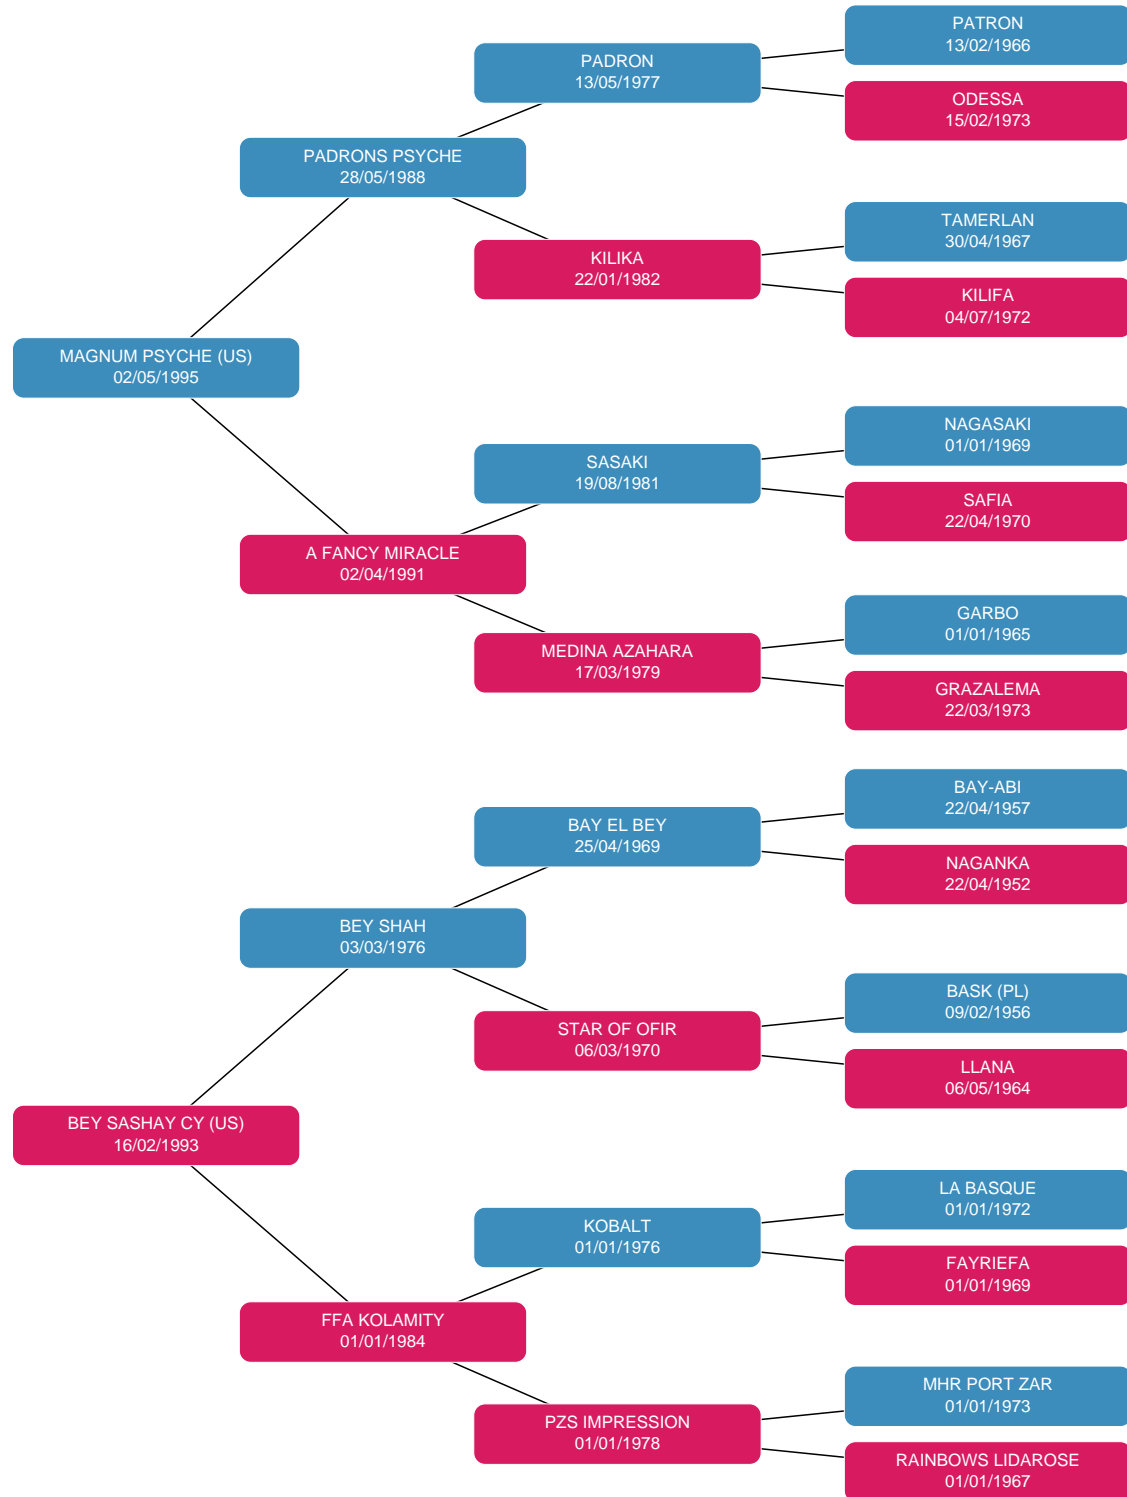 PATRON
13/02/1966
PADRON
13/05/1977
ODESSA
15/02/1973
PADRONS PSYCHE
28/05/1988
TAMERLAN
30/04/1967
KILIKA
22/01/1982
KILIFA
04/07/1972
MAGNUM PSYCHE (US)
02/05/1995
NAGASAKI
01/01/1969
SASAKI
19/08/1981
SAFIA
22/04/1970
A FANCY MIRACLE
02/04/1991
GARBO
01/01/1965
MEDINA AZAHARA
17/03/1979
GRAZALEMA
22/03/1973
BAY-ABI
22/04/1957
BAY EL BEY
25/04/1969
NAGANKA
22/04/1952
BEY SHAH
03/03/1976
BASK (PL)
09/02/1956
STAR OF OFIR
06/03/1970
LLANA
06/05/1964
BEY SASHAY CY (US)
16/02/1993
LA BASQUE
01/01/1972
KOBALT
01/01/1976
FAYRIEFA
01/01/1969
FFA KOLAMITY
01/01/1984
MHR PORT ZAR
01/01/1973
PZS IMPRESSION
01/01/1978
RAINBOWS LIDAROSE
01/01/1967